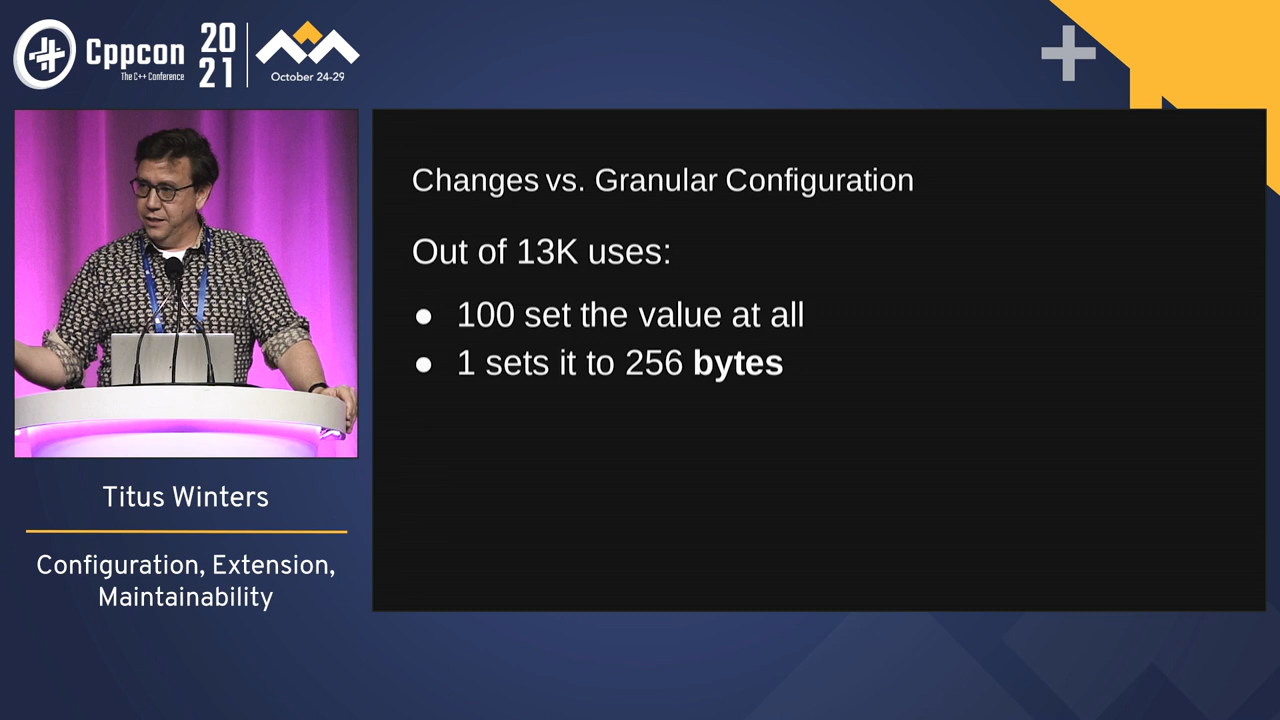 Cppcon
The C++ Conference
20
21
October 24-29
Changes vs. Granular Configuration
Out of 13K uses:
● 100 set the value at all
● 1 sets it to 256 bytes
Titus Winters
Configuration, Extension,
Maintainability